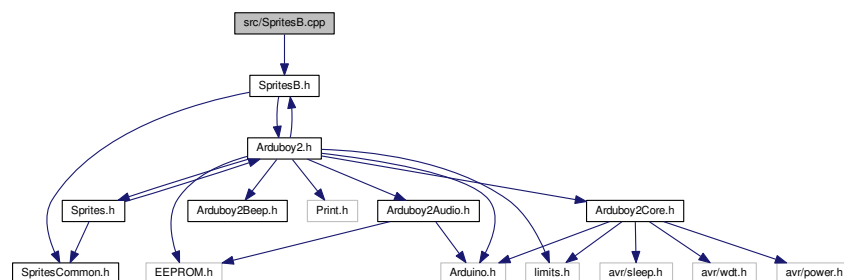 src/SpritesB.cpp
SpritesB.h
Arduboy2.h
Sprites.h
Arduboy2Beep.h
Print.h
Arduboy2Audio.h
Arduboy2Core.h
SpritesCommon.h
EEPROM.h
Arduino.h
limits.h
avr/sleep.h
avr/wdt.h
avr/power.h